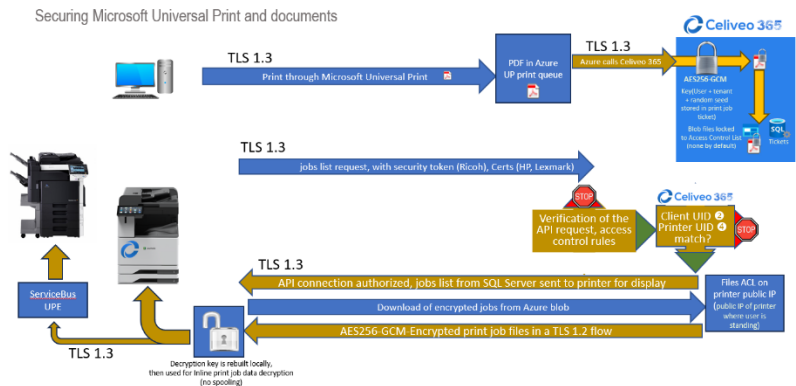 Securing Microsoft Universal Print and documents
TLS 1.3
Print through Microsoft Universal Print
PDF in Azure
UP print queue
TLS 1.3
Azure calls Celiveo 365
Celiveo 365
AES256-GCM
Key(User + tenant
+ random seed
stored in print job
ticket)
Blob files locked
to Access Control List
(none by default)
SQL
Tickets
TLS 1.3
jobs list request, with security token (Ricoh), Certs (HP, Lexmark)
STOP
Verification of the
API request, access
control rules
Celiveo 365
Client UID ❷
Printer UID ❹
match?
STOP
TLS 1.3
API connection authorized, jobs list from SQL Server sent to printer for display
Download of encrypted jobs from Azure blob
AES256-GCM-Encrypted print job files in a TLS 1.2 flow
Files ACL on
printer public IP
(public IP of printer
where user is
standing)
ServiceBus
UPE
TLS 1.3
Decryption key is rebuilt locally,
then used for Inline print job data decryption
(no spooling)